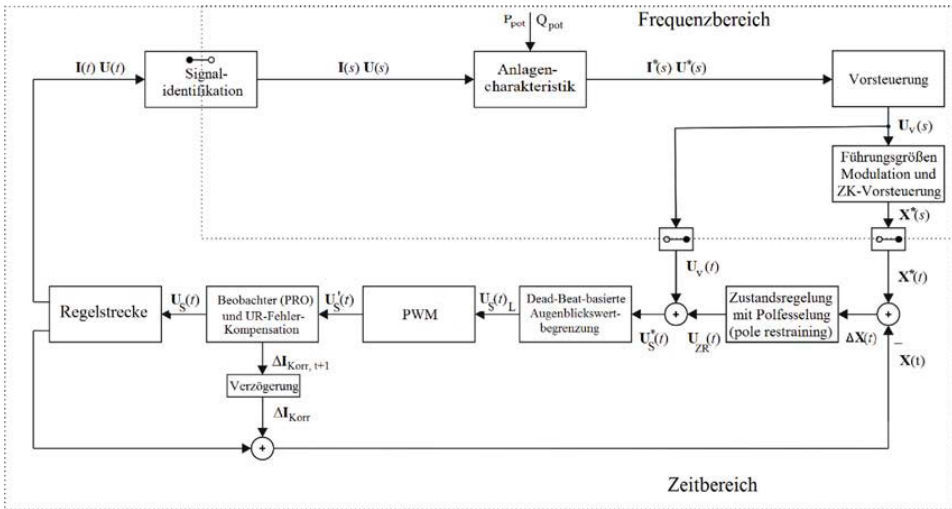 Frequenzbereich
P_pot Q_pot
I(t) U(t)
Signal-
identifikation
I(s) U(s)
Anlagen-
charakteristik
I*(s) U*(s)
Vorsteuerung
U_v(s)
Führungsgrößen
Modulation und
ZK-Vorsteuerung
X*(s)
U_v(t)
X*(t)
Regelstrecke
U_S(t)
Beobachter (PRO)
und UR-Fehler-
Kompensation
U_S'(t)
PWM
U_S(t)_L
Dead-Beat-basierte
Augenblickswert-
begrenzung
U_S*(t)
+
U_ZR(t)
Zustandsregelung
mit Polfesselung
(pole restraining)
ΔX(t)
+
−
X(t)
ΔI_Korr, t+1
Verzögerung
ΔI_Korr
+
Zeitbereich